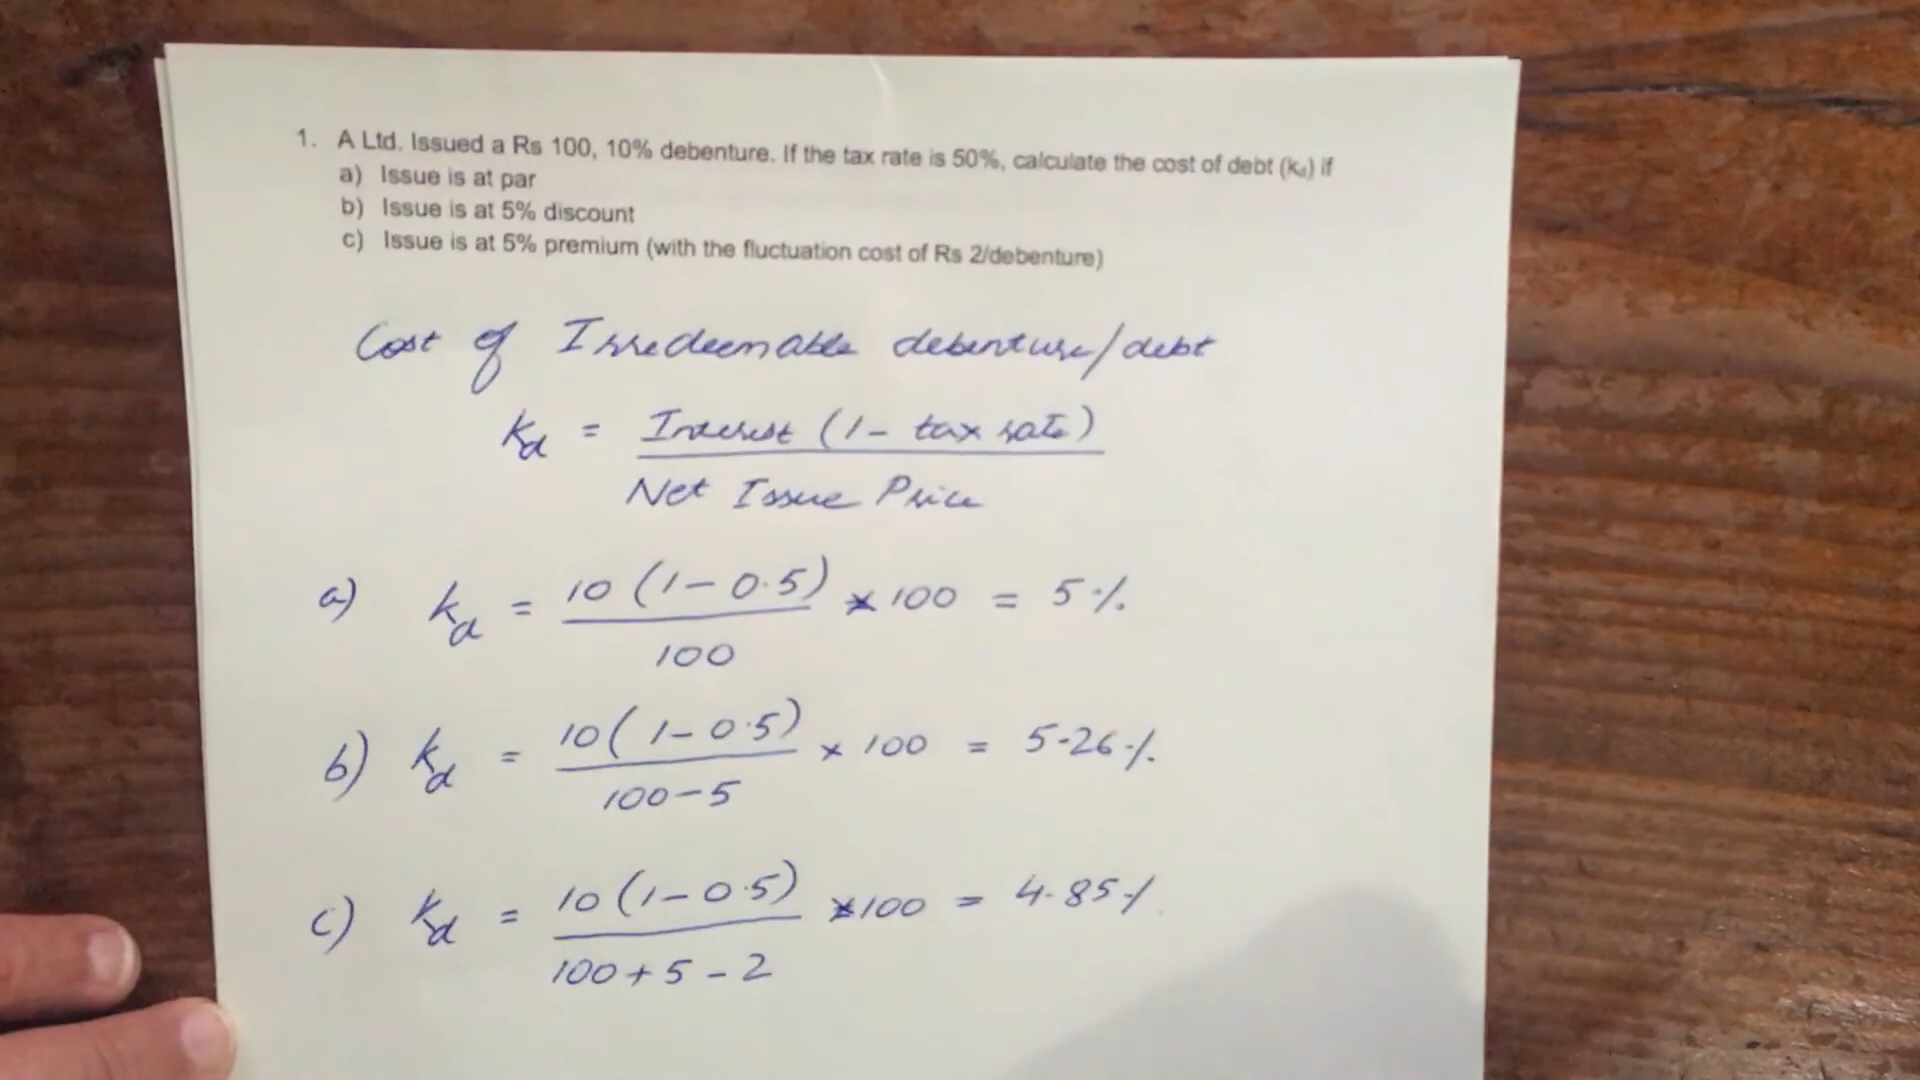 1. A Ltd. Issued a Rs 100, 10% debenture. If the tax rate is 50%, calculate the cost of debt (Kd) if
a) Issue is at par
b) Issue is at 5% discount
c) Issue is at 5% premium (with the fluctuation cost of Rs 2/debenture)
Cost of Irredeemable debenture/debt
Kd = Interest (1 - tax rate)
Net Issue Price
a) Kd = 10 (1 - 0.5) × 100 = 5%
100
b) Kd = 10 (1 - 0.5) × 100 = 5.26%
100 - 5
c) Kd = 10 (1 - 0.5) × 100 = 4.85%
100 + 5 - 2